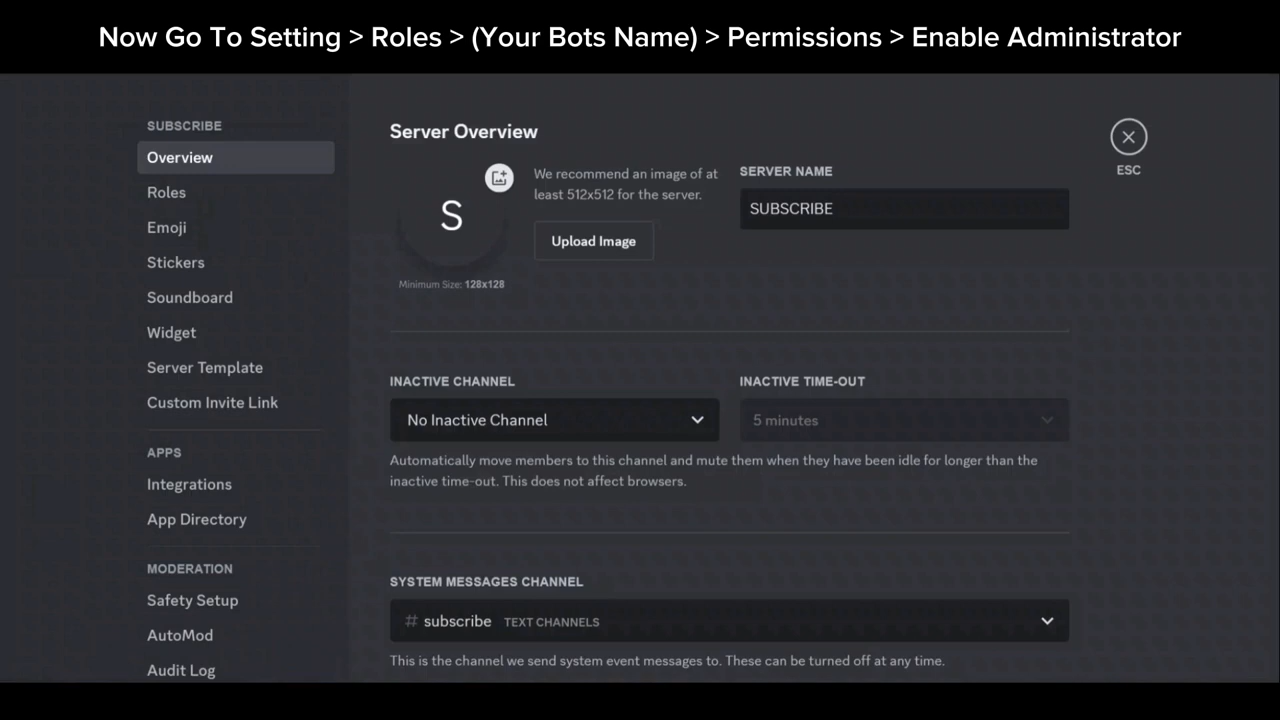 Now Go To Setting > Roles > (Your Bots Name) > Permissions > Enable Administrator
SUBSCRIBE
Overview
Roles
Emoji
Stickers
Soundboard
Widget
Server Template
Custom Invite Link
APPS
Integrations
App Directory
MODERATION
Safety Setup
AutoMod
Audit Log
Server Overview
S
Minimum Size: 128x128
We recommend an image of at
least 512x512 for the server.
Upload Image
SERVER NAME
SUBSCRIBE
ESC
INACTIVE CHANNEL
No Inactive Channel
INACTIVE TIME-OUT
5 minutes
Automatically move members to this channel and mute them when they have been idle for longer than the
inactive time-out. This does not affect browsers.
SYSTEM MESSAGES CHANNEL
# subscribe TEXT CHANNELS
This is the channel we send system event messages to. These can be turned off at any time.